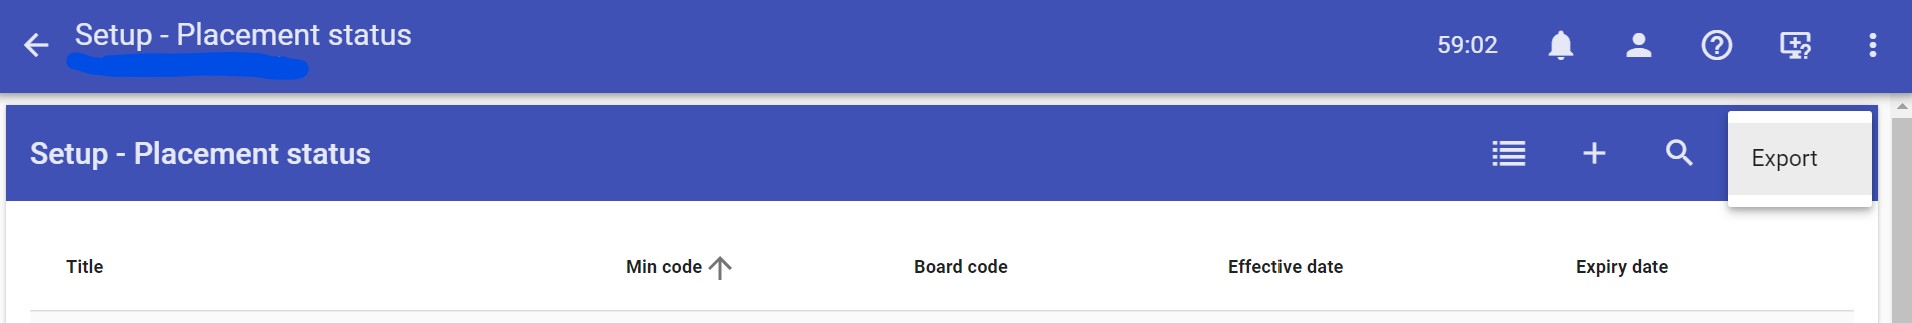 Setup - Placement status
59:02
Setup - Placement status
Export
Title Min code Board code Effective date Expiry date